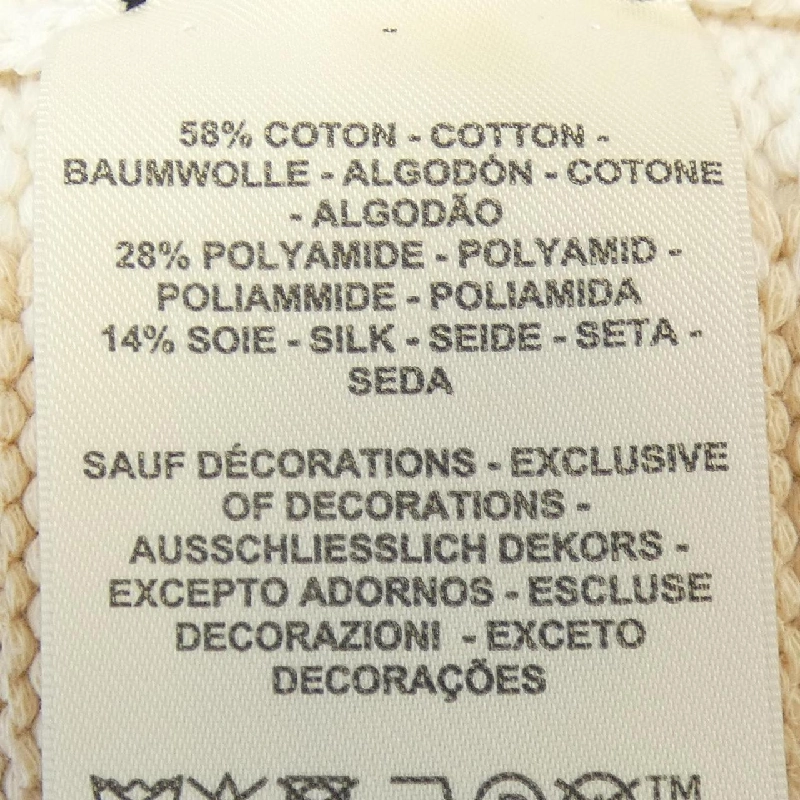 58% COTON - COTTON -
BAUMWOLLE - ALGODÓN - COTONE
- ALGODÃO
28% POLYAMIDE - POLYAMID -
POLIAMMIDE - POLIAMIDA
14% SOIE - SILK - SEIDE - SETA -
SEDA
SAUF DÉCORATIONS - EXCLUSIVE
OF DECORATIONS -
AUSSCHLIESSLICH DEKORS -
EXCEPTO ADORNOS - ESCLUSE
DECORAZIONI - EXCETO
DECORAÇÕES
TM